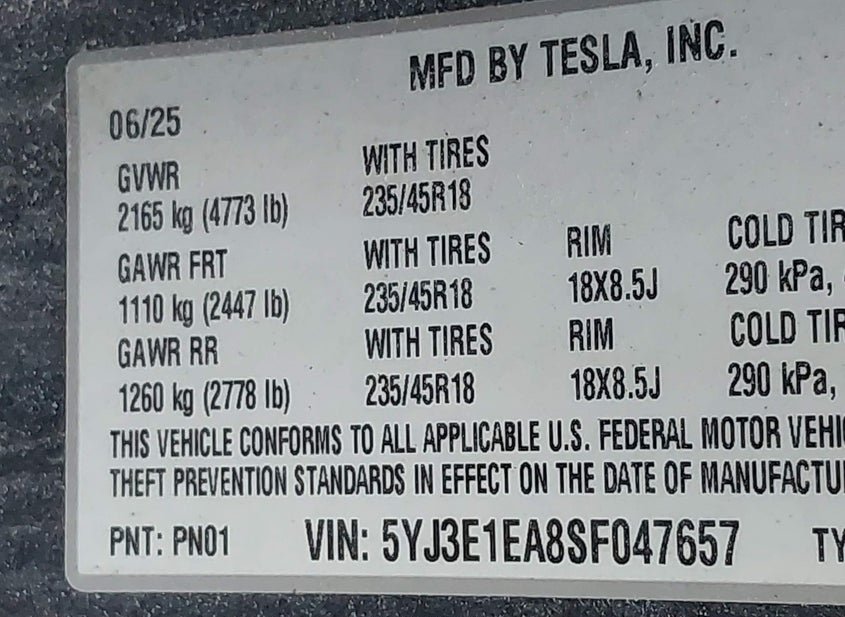 MFD BY TESLA, INC.
06/25
GVWR WITH TIRES
2165 kg (4773 lb) 235/45R18
GAWR FRT WITH TIRES RIM COLD TIR
1110 kg (2447 lb) 235/45R18 18X8.5J 290 kPa,
GAWR RR WITH TIRES RIM COLD TIR
1260 kg (2778 lb) 235/45R18 18X8.5J 290 kPa,
THIS VEHICLE CONFORMS TO ALL APPLICABLE U.S. FEDERAL MOTOR VEHI
THEFT PREVENTION STANDARDS IN EFFECT ON THE DATE OF MANUFACTU
PNT: PN01 VIN: 5YJ3E1EA8SF047657 TY